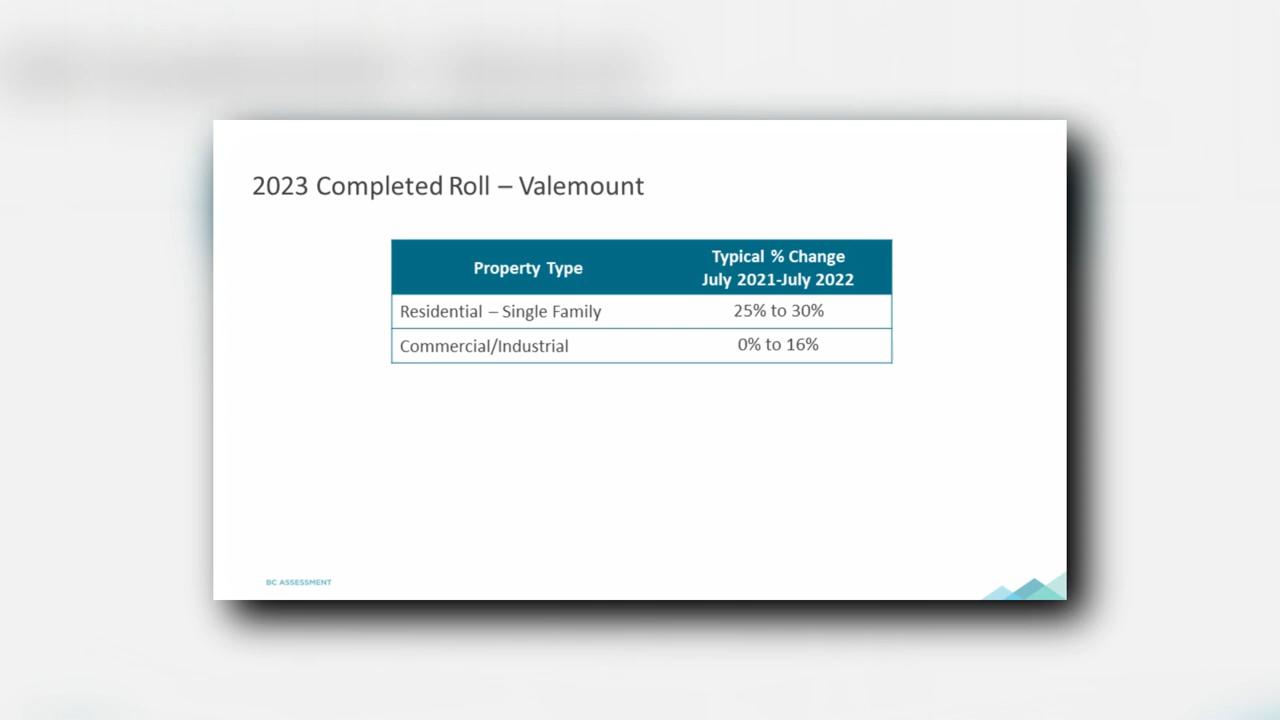 2023 Completed Roll – Valemount
Property Type
Typical % Change
July 2021-July 2022
Residential – Single Family
25% to 30%
Commercial/Industrial
0% to 16%
BC ASSESSMENT